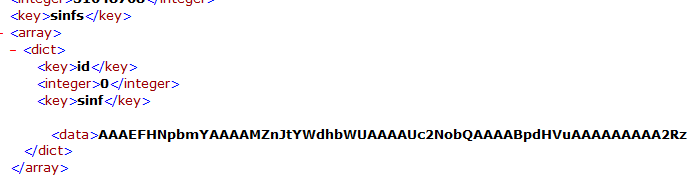 <key>sinfs</key>
- <array>
- <dict>
<key>id</key>
<integer>0</integer>
<key>sinf</key>
<data>AAAEFHNpbmYAAAAMZnJtYWdhbWUAAAAUc2NobQAAAABpdHVuAAAAAAAAA2Rz
</dict>
</array>